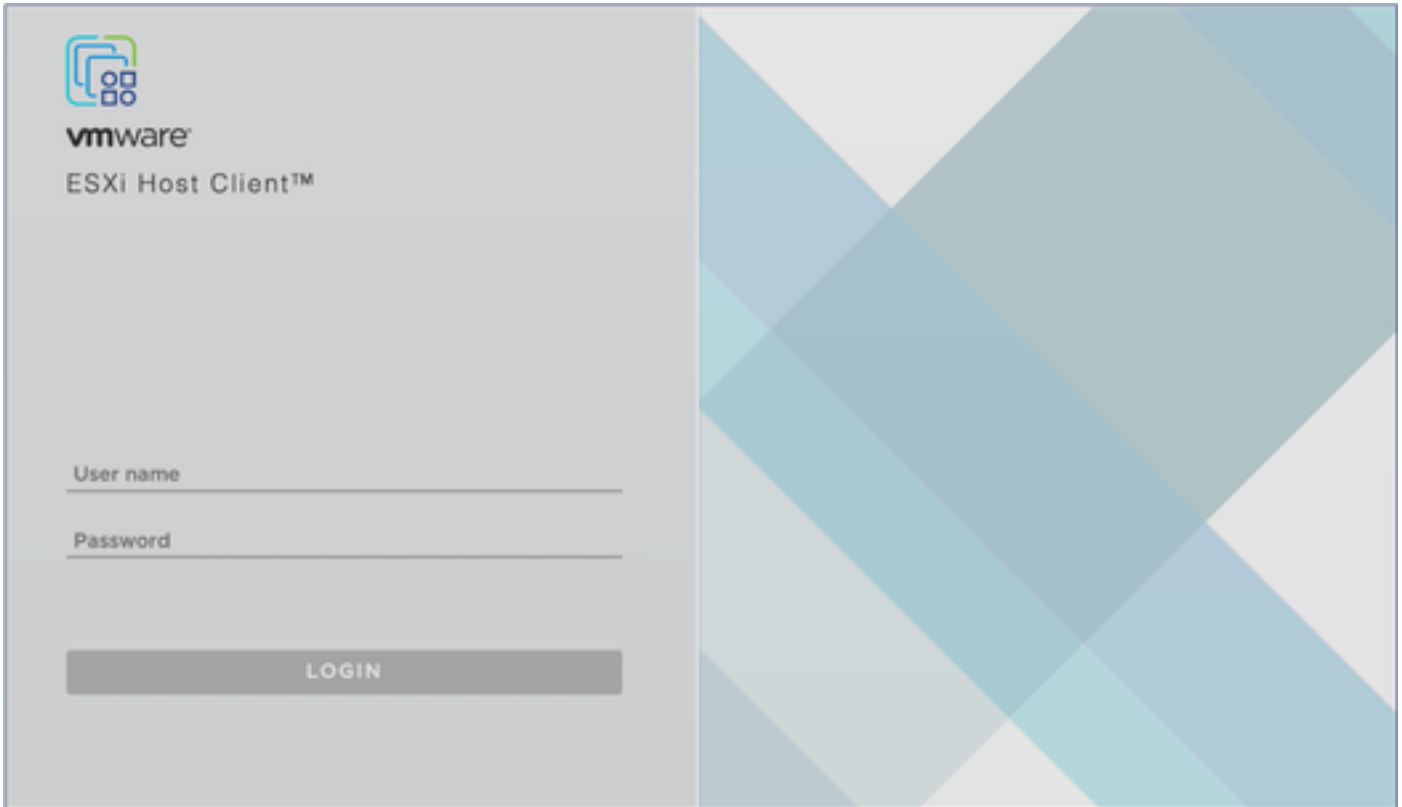 vmware®
ESXi Host Client™
User name
Password
LOGIN